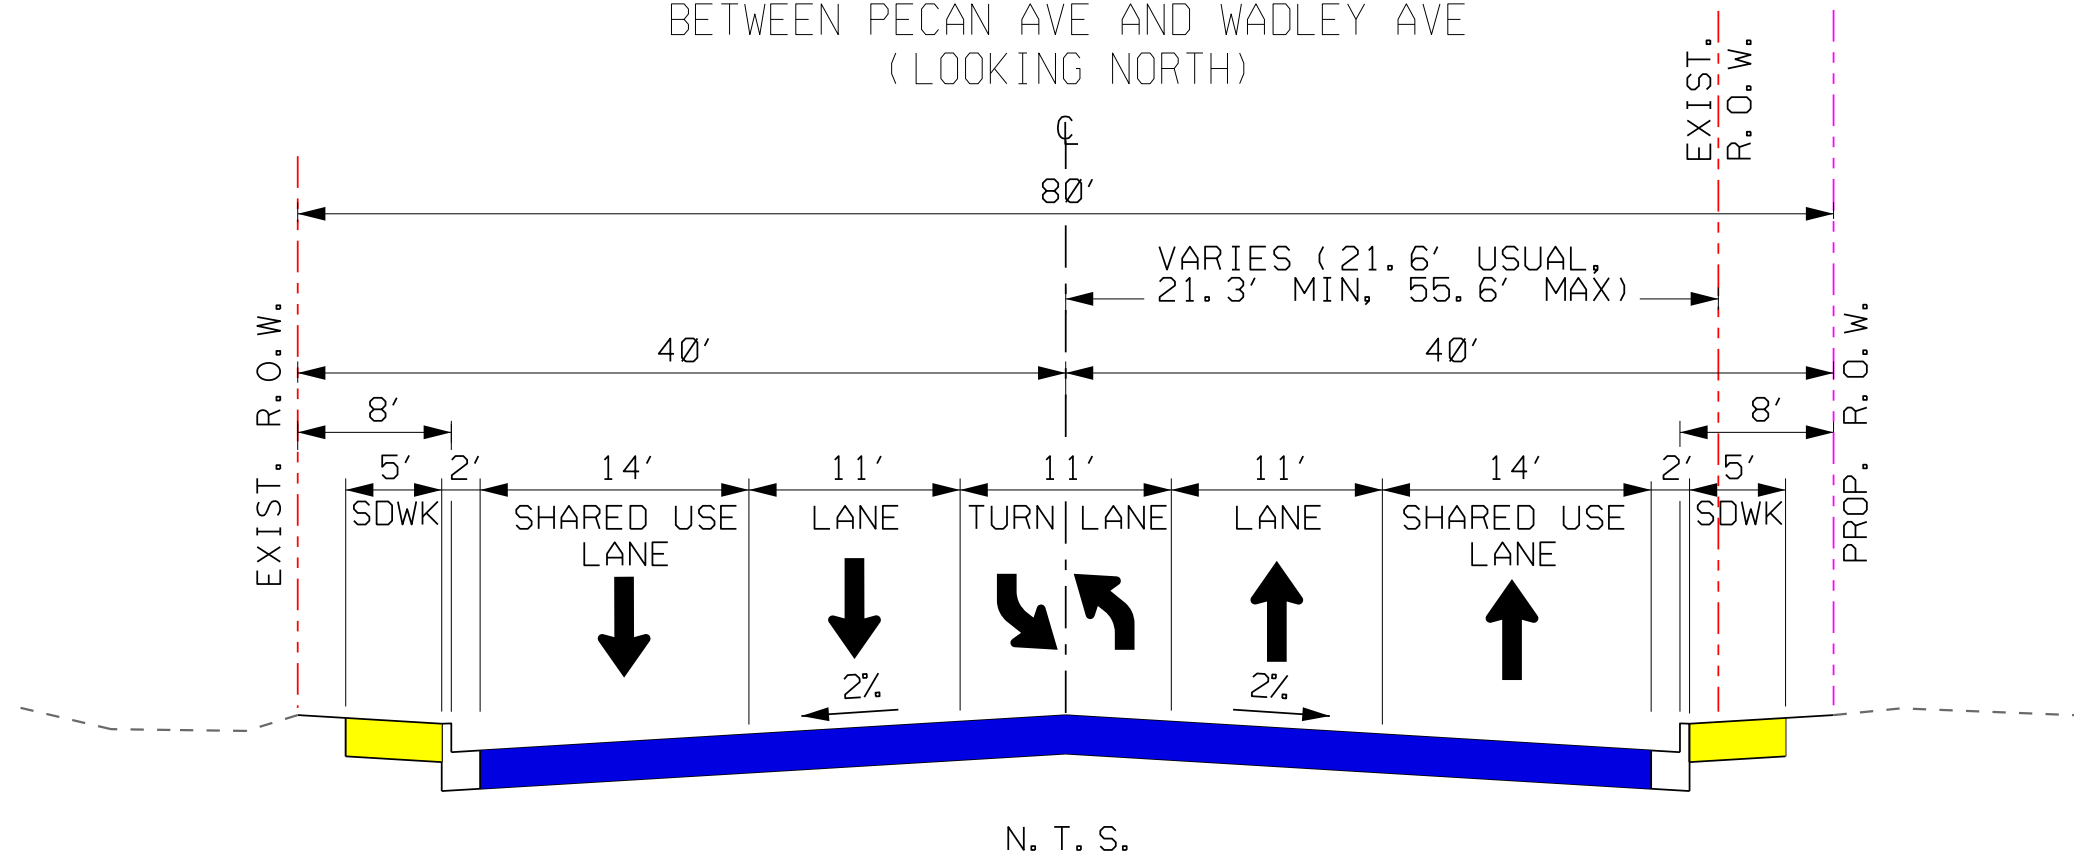 BETWEEN PECAN AVE AND WADLEY AVE
(LOOKING NORTH)
EXIST.
R.O.W.
℄
80'
VARIES (21.6' USUAL,
21.3' MIN, 55.6' MAX)
40'
40'
EXIST. R.O.W.
PROP. R.O.W.
8'
8'
5' 2' 14' 11' 11' 11' 14' 2' 5'
SDWK SHARED USE LANE TURN LANE LANE SHARED USE SDWK
LANE LANE
2% 2%
N.T.S.